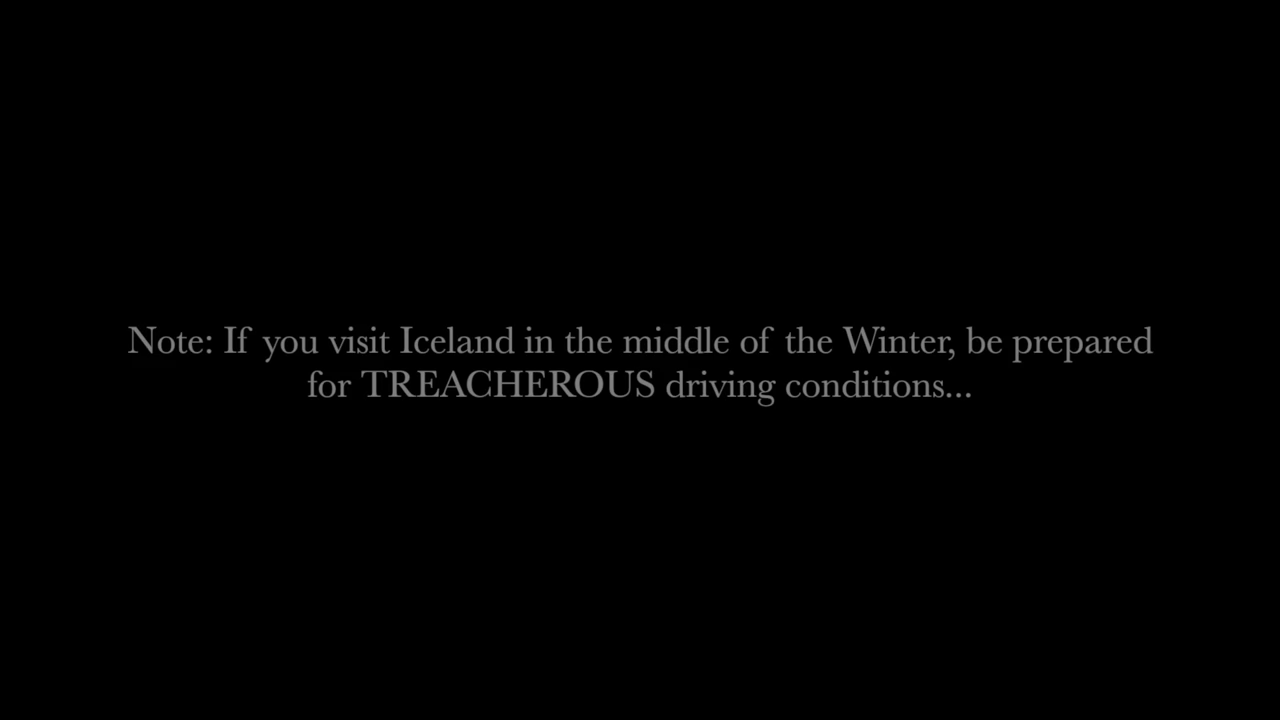 Note: If you visit Iceland in the middle of the Winter, be prepared
for TREACHEROUS driving conditions...